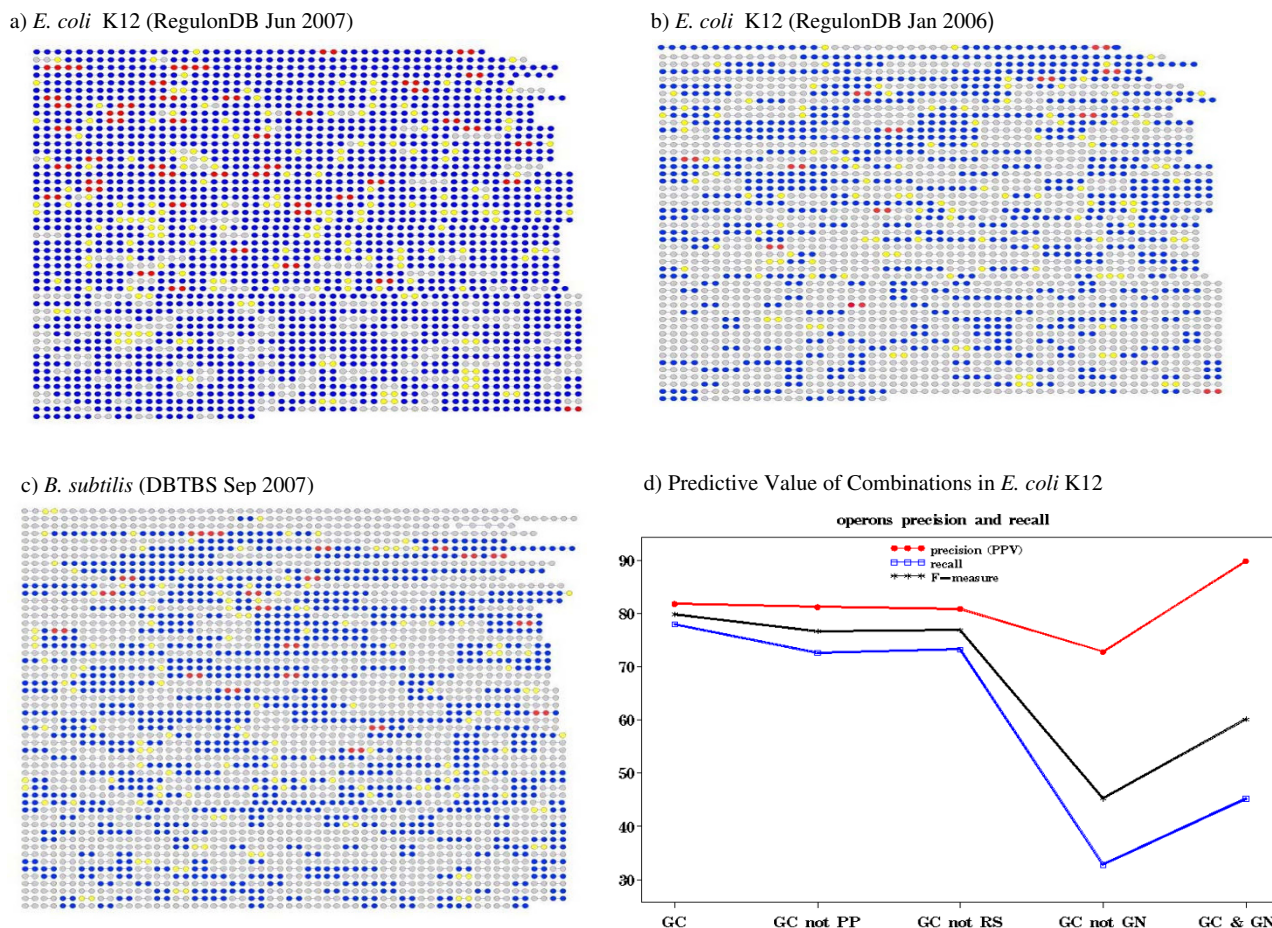 a) E. coli K12 (RegulonDB Jun 2007)
b) E. coli K12 (RegulonDB Jan 2006)
c) B. subtilis (DBTBS Sep 2007)
d) Predictive Value of Combinations in E. coli K12
operons precision and recall
precision (PPV)
recall
F-measure
90
80
70
60
50
40
30
GC
GC not PP
GC not RS
GC not GN
GC & GN